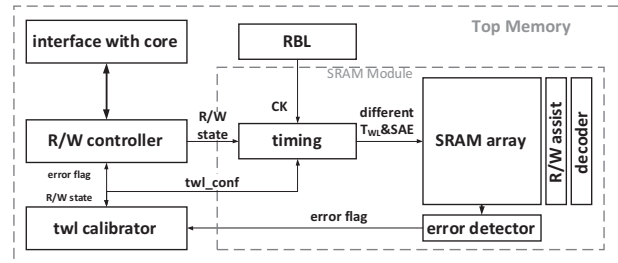 Top Memory
interface with core
RBL
SRAM Module
CK
R/W
state
different
TWL&SAE
R/W controller
timing
SRAM array
R/W assist
decoder
error flag
twl_conf
R/W state
twl calibrator
error flag
error detector